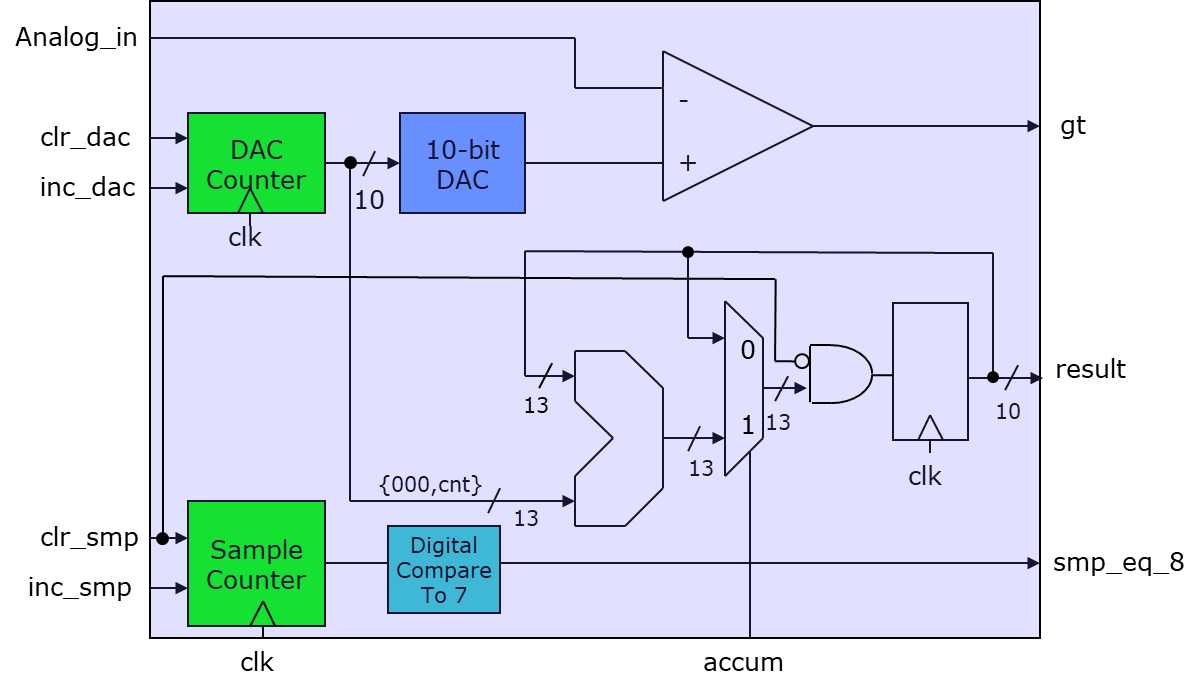 Analog_in
-
gt
clr_dac
DAC
Counter
10-bit
DAC
+
inc_dac
10
clk
0
result
13
1
13
10
13
clk
{000,cnt}
13
clr_smp
Sample
Counter
Digital
Compare
To 7
smp_eq_8
inc_smp
clk
accum